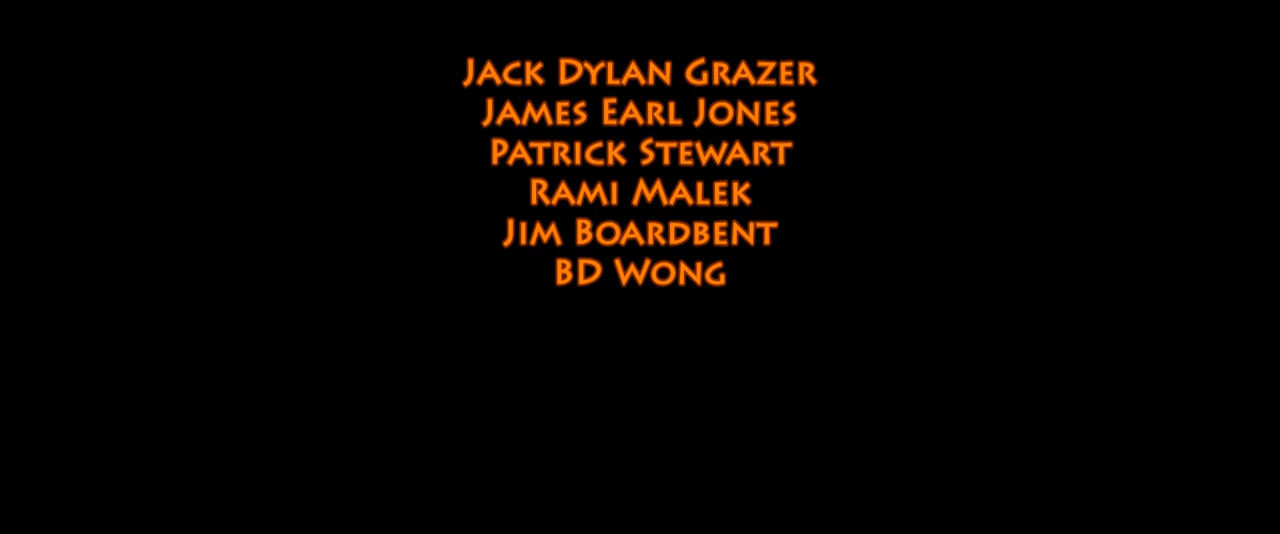 Jack Dylan Grazer
James Earl Jones
Patrick Stewart
Rami Malek
Jim Boardbent
BD Wong